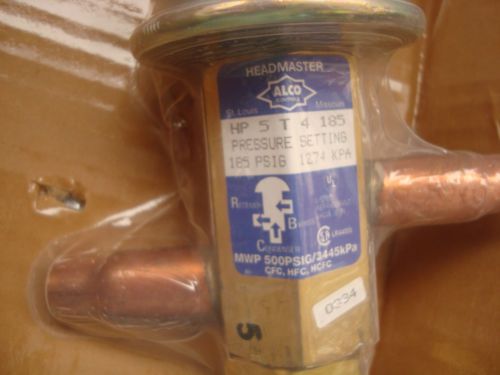 HEADMASTER
ALCO
CONTROLS
St. Louis Missouri
HP 5 T 4 185
PRESSURE SETTING
185 PSIG 1274 KPA
RECEIVER
BYPASS
CONDENSER
MWP 500PSIG/3445kPa
CFC, HFC, HCFC
0334
5